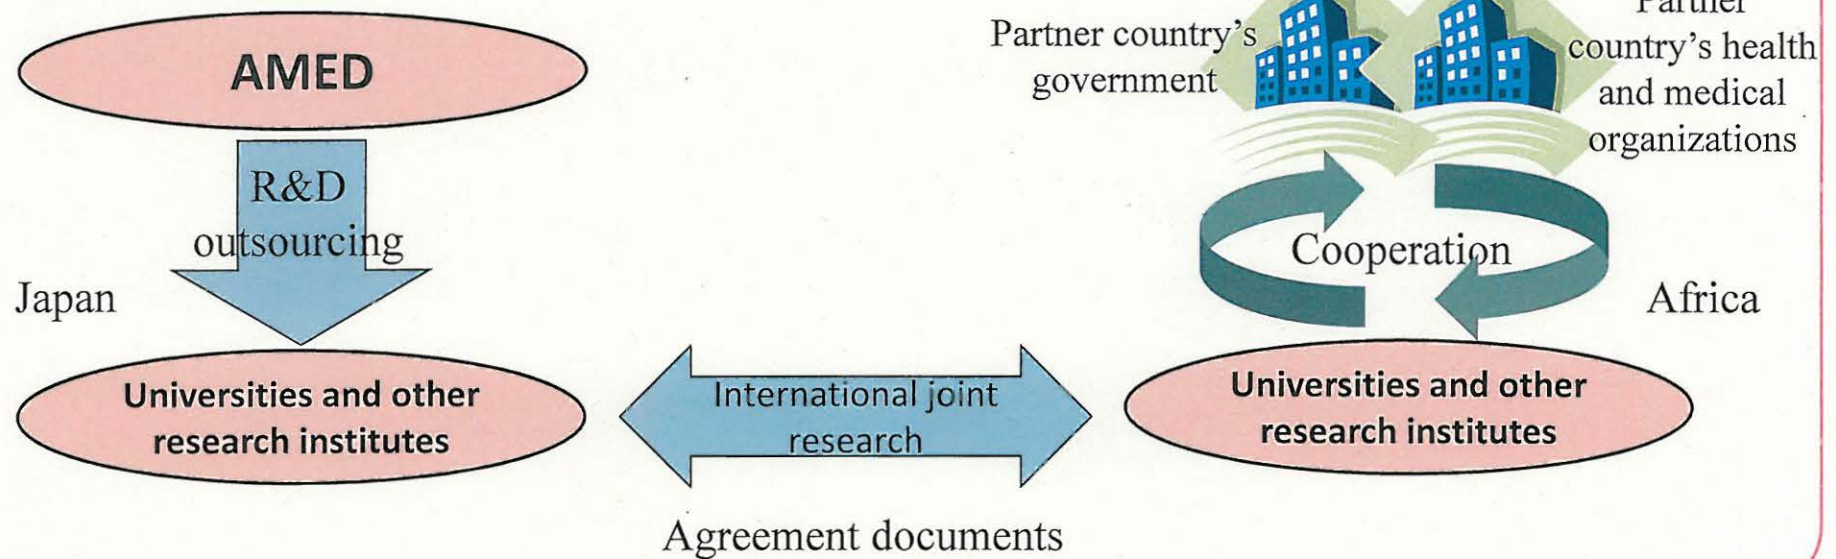 AMED
R&D
outsourcing
Japan
Universities and other
research institutes
International joint
research
Agreement documents
Partner country's
government
Partner
country's health
and medical
organizations
Cooperation
Africa
Universities and other
research institutes